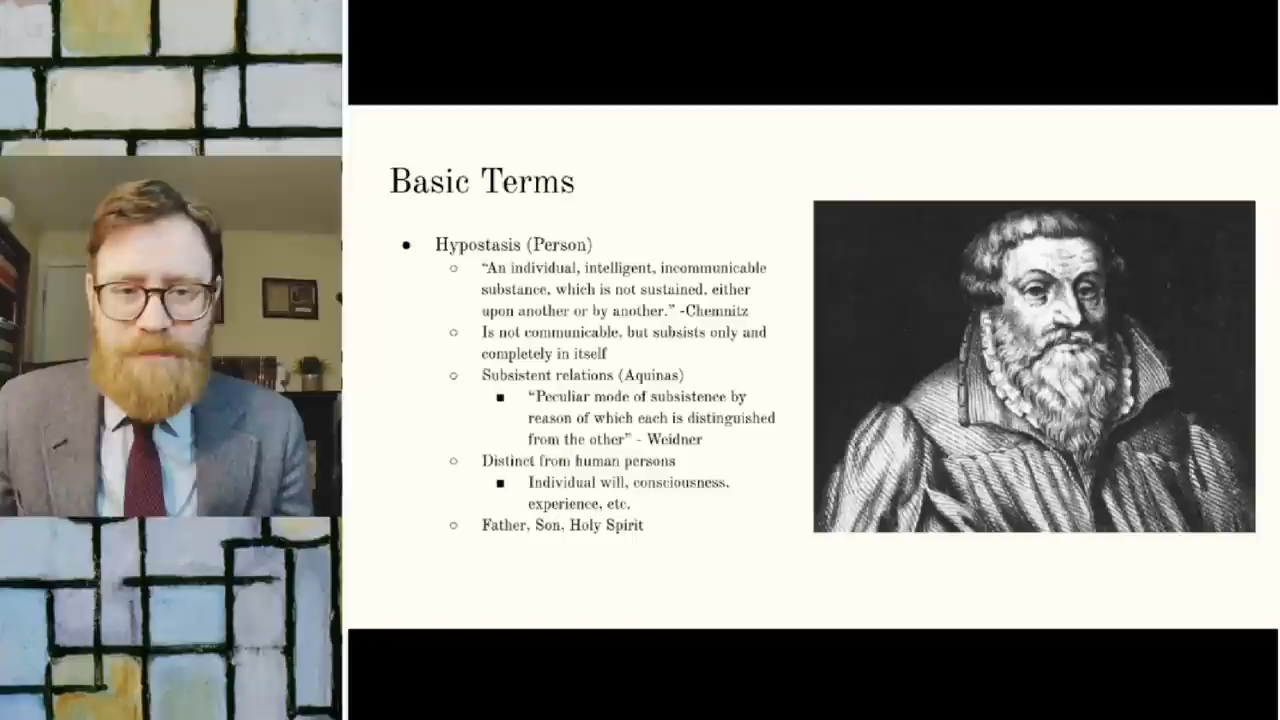 Basic Terms
● Hypostasis (Person)
○ “An individual, intelligent, incommunicable
substance, which is not sustained, either
upon another or by another.” -Chemnitz
○ Is not communicable, but subsists only and
completely in itself
○ Subsistent relations (Aquinas)
■ “Peculiar mode of subsistence by
reason of which each is distinguished
from the other” - Weidner
○ Distinct from human persons
■ Individual will, consciousness,
experience, etc.
○ Father, Son, Holy Spirit